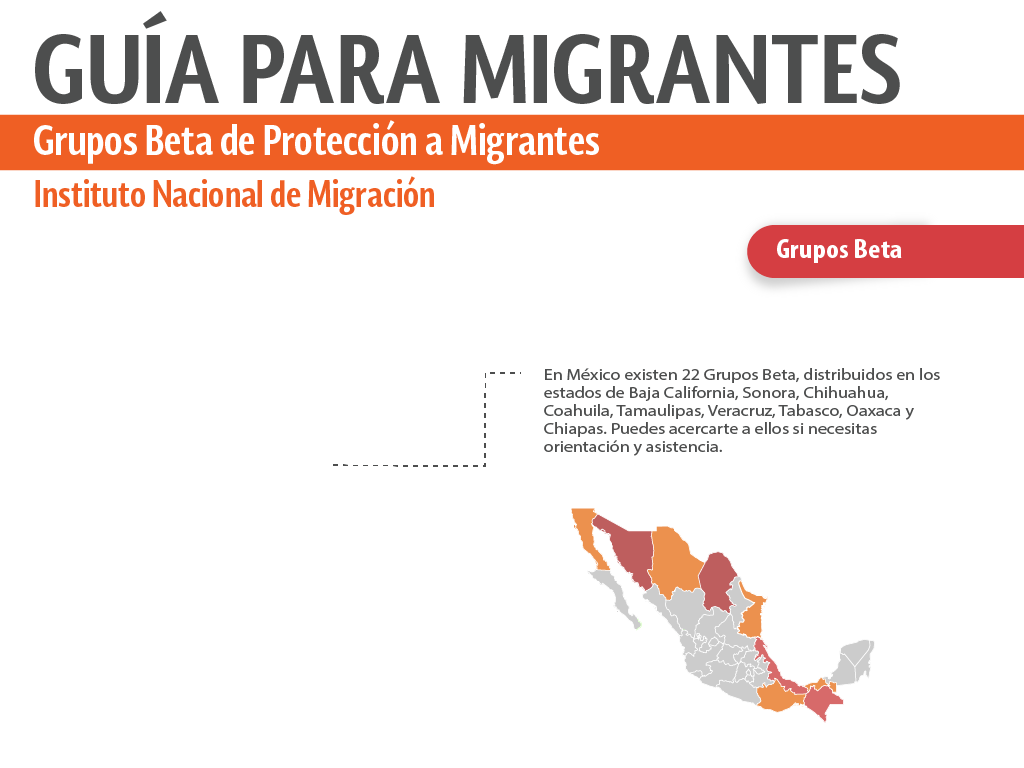 GUÍA PARA MIGRANTES
Grupos Beta de Protección a Migrantes
Instituto Nacional de Migración
Grupos Beta
En México existen 22 Grupos Beta, distribuidos en los
estados de Baja California, Sonora, Chihuahua,
Coahuila, Tamaulipas, Veracruz, Tabasco, Oaxaca y
Chiapas. Puedes acercarte a ellos si necesitas
orientación y asistencia.